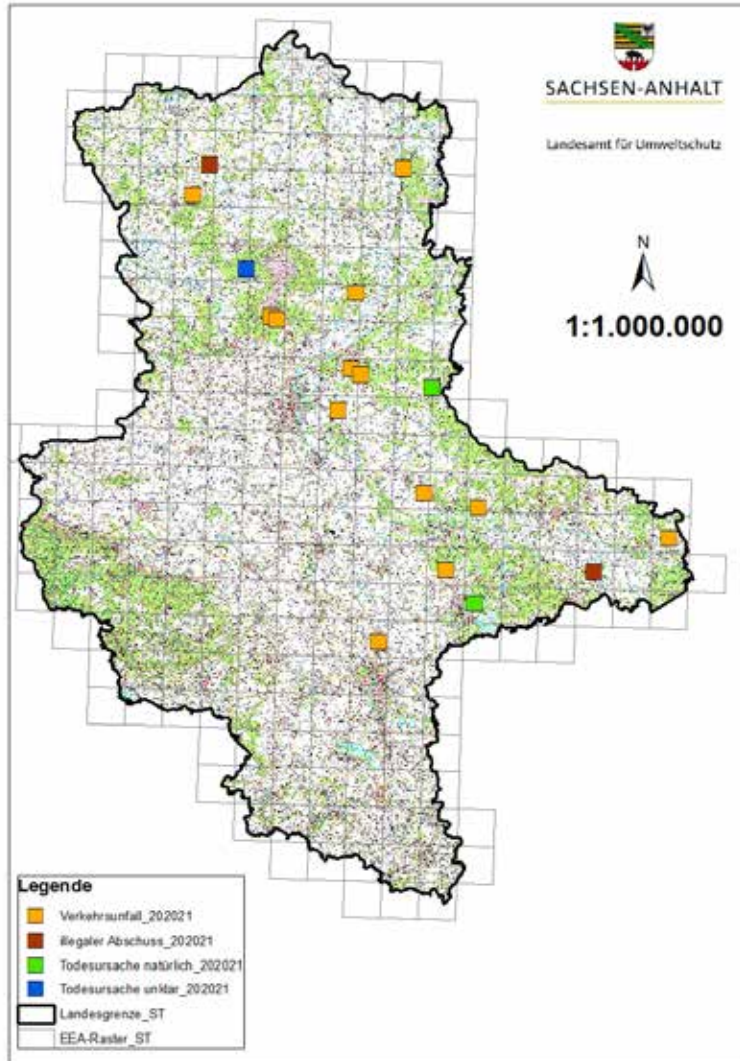 SACHSEN-ANHALT
Landesamt für Umweltschutz
N
1:1.000.000
Legende
Verkehrsunfall_202021
illegaler Abschuss_202021
Todesursache natürlich_202021
Todesursache unklar_202021
Landesgrenze_ST
EEA-Raster_ST